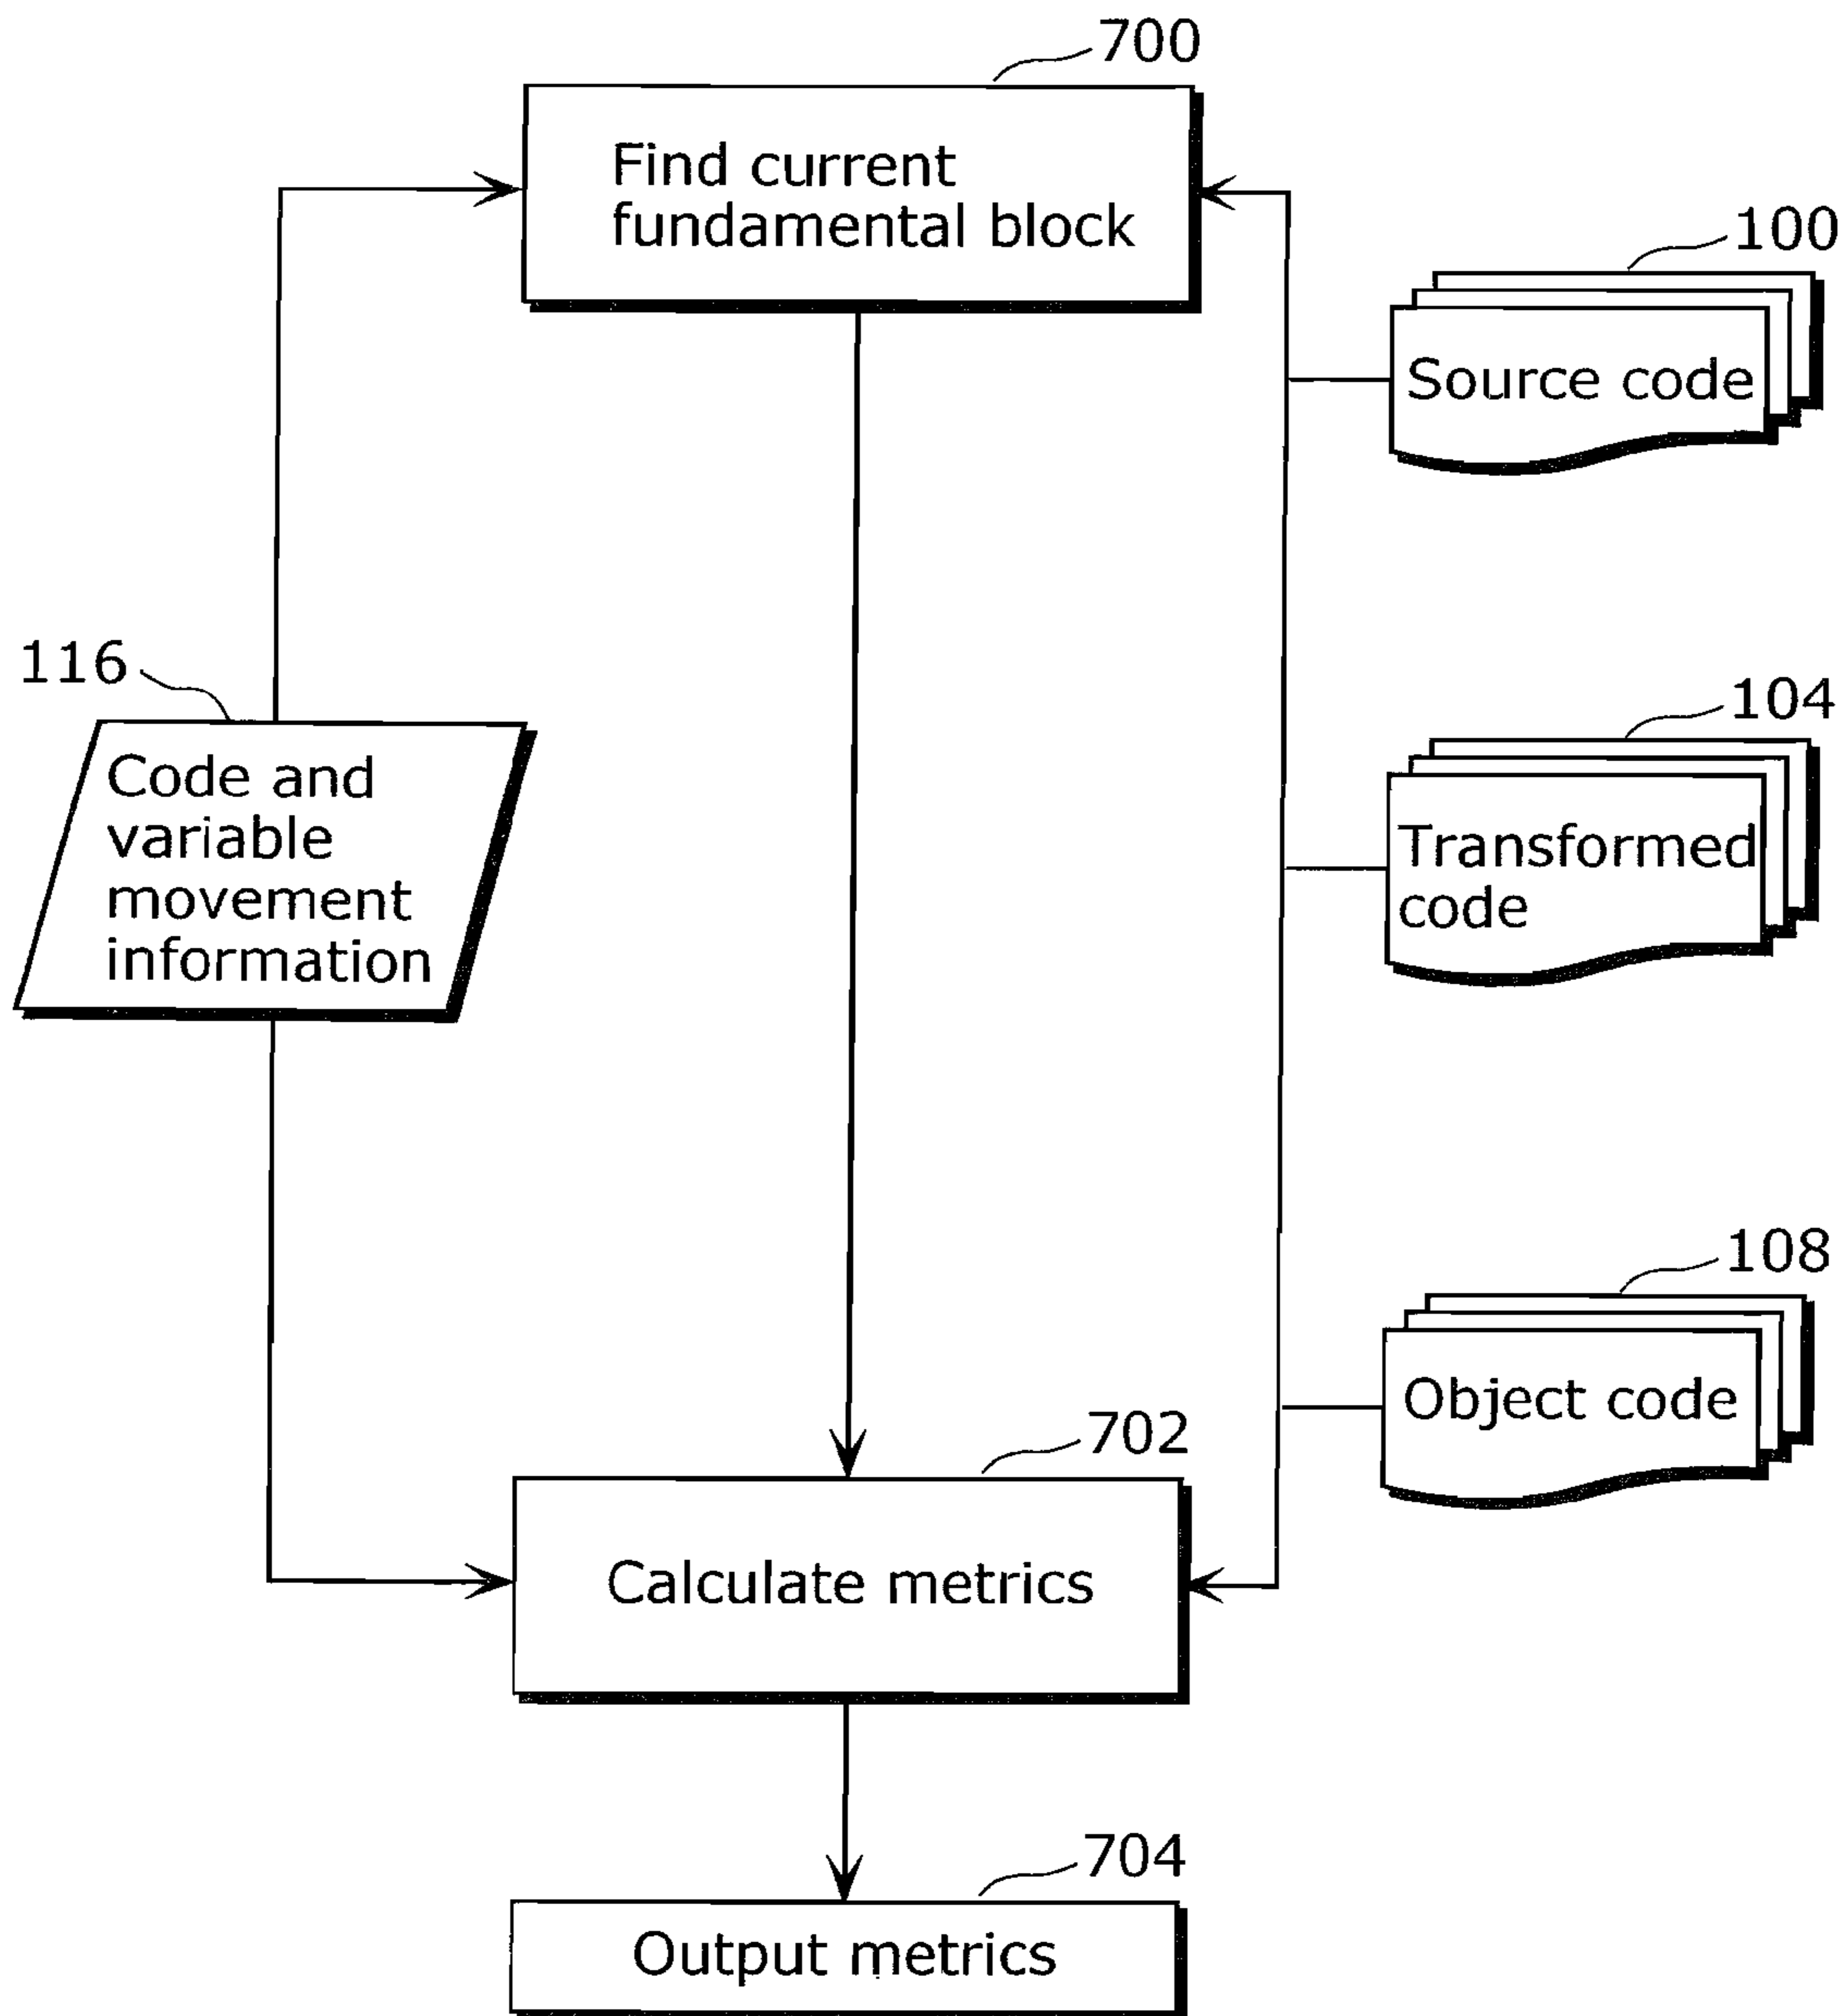 700
Find current
fundamental block
100
Source code
116
Code and
variable
movement
information
104
Transformed
code
108
Object code
702
Calculate metrics
704
Output metrics